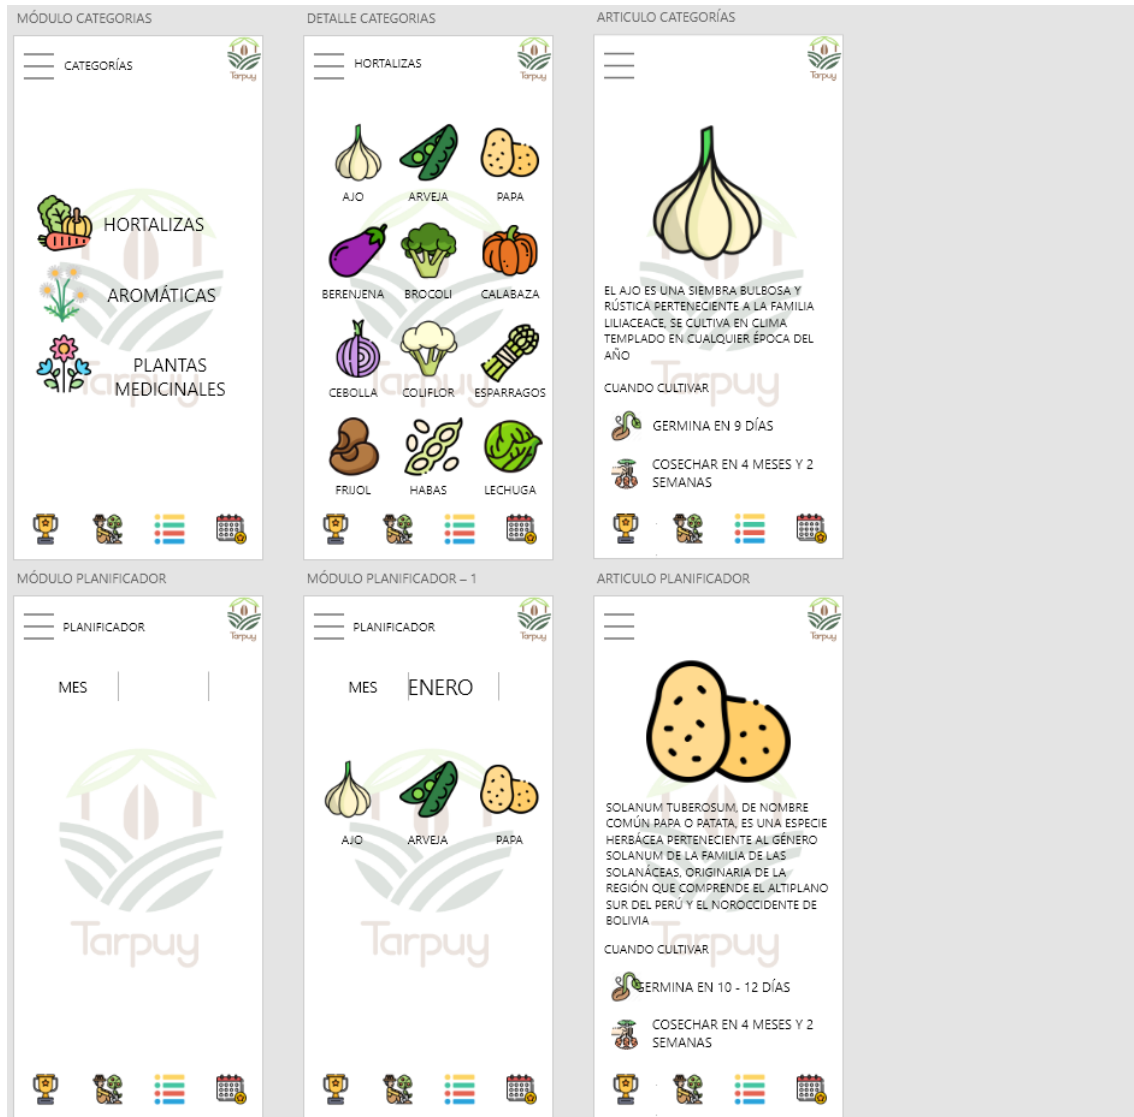 MÓDULO CATEGORIAS
DETALLE CATEGORIAS
ARTICULO CATEGORÍAS
CATEGORÍAS
Tarpuy
HORTALIZAS
AROMÁTICAS
PLANTAS
MEDICINALES
Tarpuy
HORTALIZAS
Tarpuy
AJO
ARVEJA
PAPA
BERENJENA
BROCOLI
CALABAZA
CEBOLLA
COLIFLOR
ESPARRAGOS
FRIJOL
HABAS
LECHUGA
Tarpuy
Tarpuy
EL AJO ES UNA SIEMBRA BULBOSA Y
RÚSTICA PERTENECIENTE A LA FAMILIA
LILIACEACE, SE CULTIVA EN CLIMA
TEMPLADO EN CUALQUIER ÉPOCA DEL
AÑO
CUANDO CULTIVAR
Tarpuy
GERMINA EN 9 DÍAS
COSECHAR EN 4 MESES Y 2
SEMANAS
MÓDULO PLANIFICADOR
MÓDULO PLANIFICADOR – 1
ARTICULO PLANIFICADOR
PLANIFICADOR
Tarpuy
MES
Tarpuy
PLANIFICADOR
Tarpuy
MES
ENERO
AJO
ARVEJA
PAPA
Tarpuy
Tarpuy
SOLANUM TUBEROSUM, DE NOMBRE
COMÚN PAPA O PATATA, ES UNA ESPECIE
HERBÁCEA PERTENECIENTE AL GÉNERO
SOLANUM DE LA FAMILIA DE LAS
SOLANÁCEAS, ORIGINARIA DE LA
REGIÓN QUE COMPRENDE EL ALTIPLANO
SUR DEL PERÚ Y EL NOROCCIDENTE DE
BOLIVIA
CUANDO CULTIVAR
Tarpuy
GERMINA EN 10 - 12 DÍAS
COSECHAR EN 4 MESES Y 2
SEMANAS